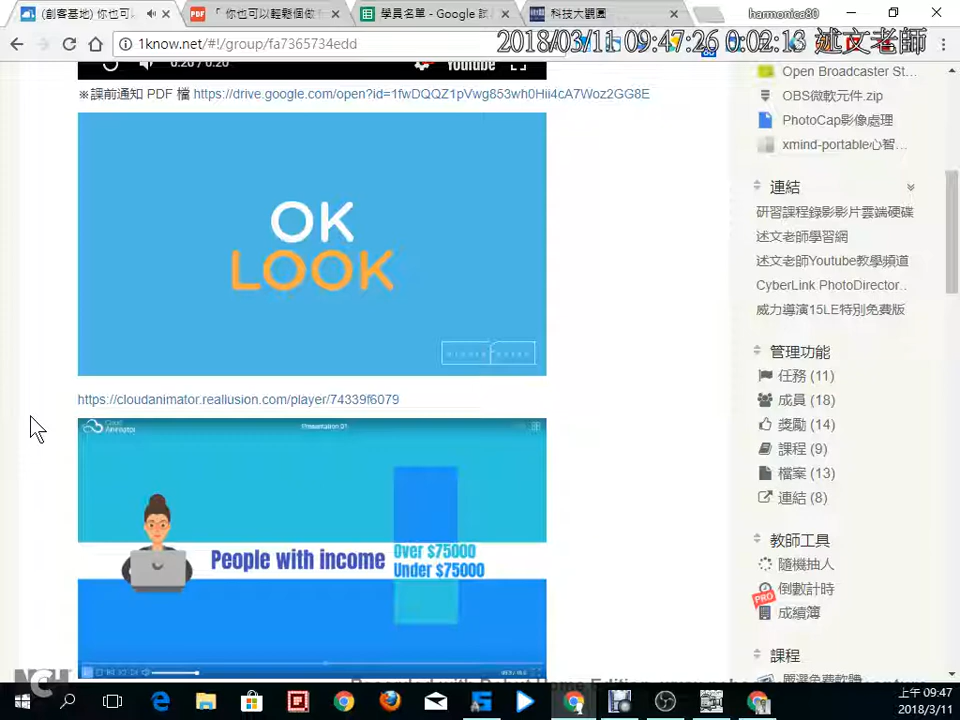 (創客基地) 你也可
「 你也可以輕鬆個做
學員名單 - Google 試
科技大觀園
harmonica80
1know.net/#!/group/fa7365734edd
2018/03/11 09:47:26 0:02:13 述文老師
6:20 / 6:20
YouTube
※課前通知 PDF 檔 https://drive.google.com/open?id=1fwDQQZ1pVwg853wh0Hii4cA7Woz2GG8E
OK
LOOK
https://cloudanimator.reallusion.com/player/74339f6079
Cloud Animator
Presentation 01
People with income
Over $75000
Under $75000
Open Broadcaster St...
OBS微軟元件.zip
PhotoCap影像處理
xmind-portable心智...
連結
研習課程錄影影片雲端硬碟
述文老師學習網
述文老師Youtube教學頻道
CyberLink PhotoDirector..
威力導演15LE特別免費版
管理功能
任務 (11)
成員 (18)
獎勵 (14)
課程 (9)
檔案 (13)
連結 (8)
教師工具
隨機抽人
倒數計時
PRO
成績簿
課程
嚴選免費軟體
NCH
上午 09:47
2018/3/11